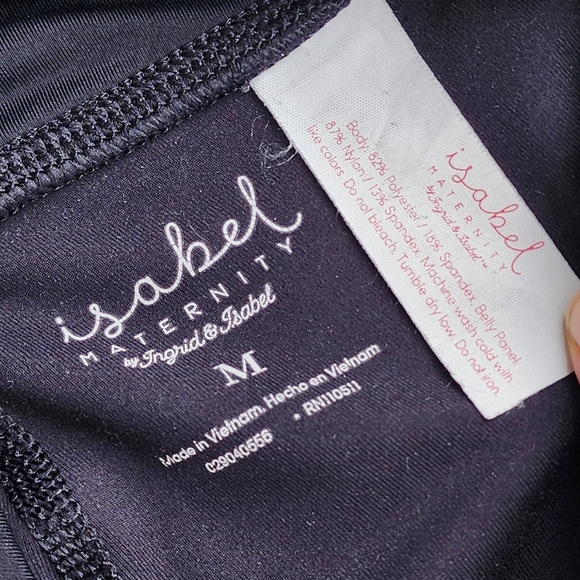 isabel
MATERNITY
by Ingrid & Isabel
M
Made in Vietnam. Hecho en Vietnam
C29040556 • RN110511
isabel
MATERNITY
by Ingrid & Isabel™
Body: 82% Polyester / 18% Spandex. Belly Panel:
87% Nylon / 13% Spandex. Machine wash cold with
like colors. Do not bleach. Tumble dry low. Do not iron.